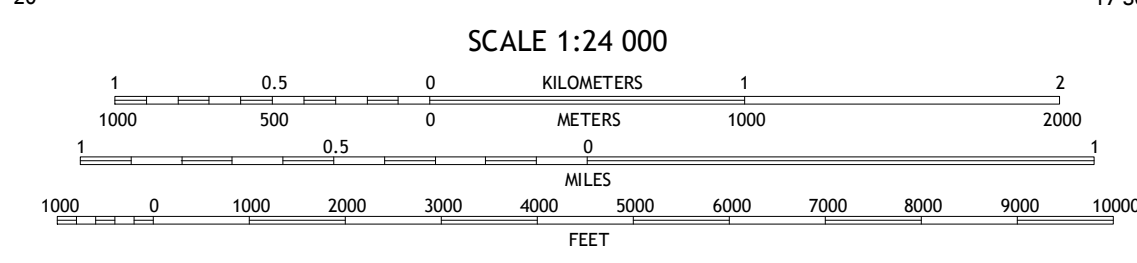 SCALE 1:24 000
1 0.5 0 KILOMETERS 1 2
1000 500 0 METERS 1000 2000
1 0.5 0 1
MILES
1000 0 1000 2000 3000 4000 5000 6000 7000 8000 9000 10000
FEET